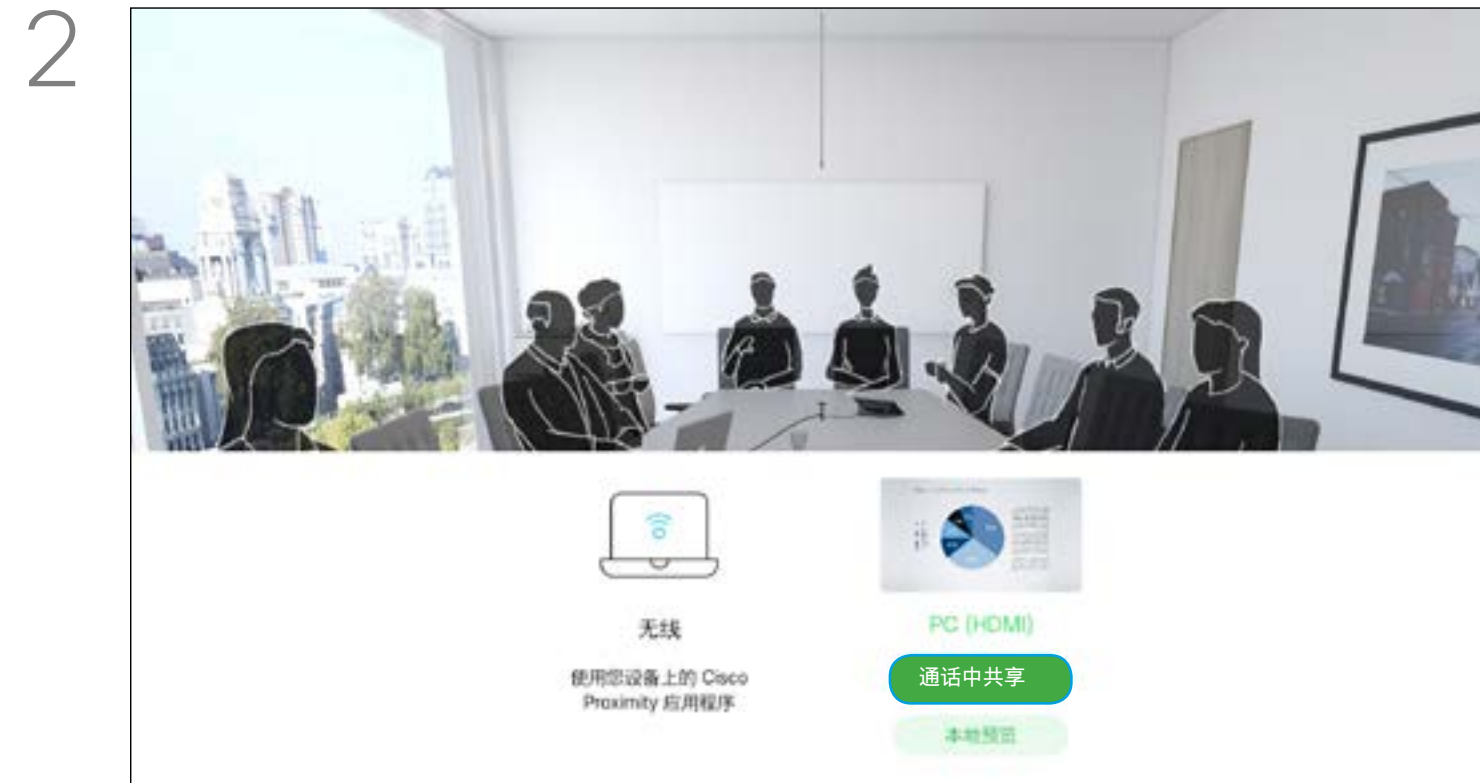 2
无线
使用您设备上的 Cisco
Proximity 应用程序
PC (HDMI)
通话中共享
本地预览